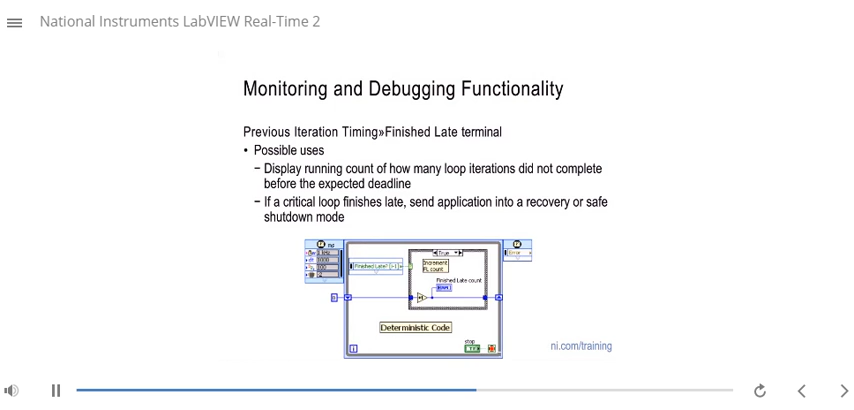 National Instruments LabVIEW Real-Time 2
Monitoring and Debugging Functionality
Previous Iteration Timing»Finished Late terminal
• Possible uses
− Display running count of how many loop iterations did not complete
before the expected deadline
− If a critical loop finishes late, send application into a recovery or safe
shutdown mode
True
Error
Finished Late? [i-1]
Increment
FL count
Finished Late count
Deterministic Code
stop
i
ni.com/training